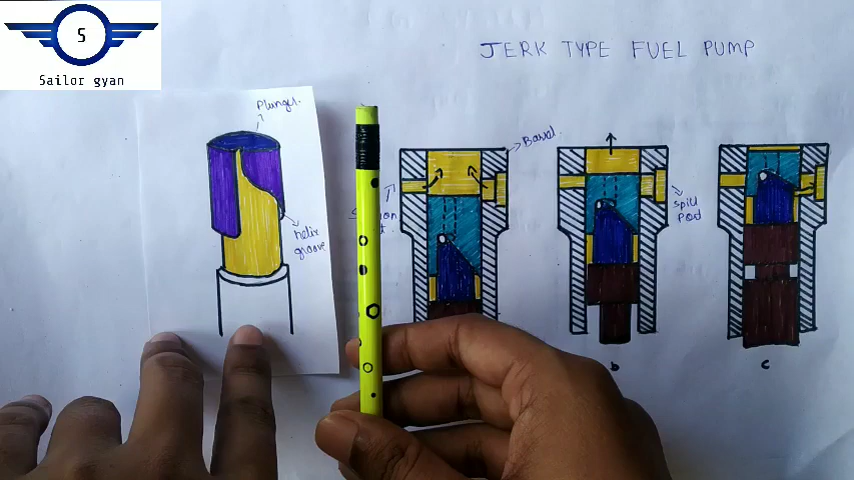 S
Sailor gyan
JERK TYPE FUEL PUMP
Plunger.
Barrel.
helix
groove
spill
port
b
c